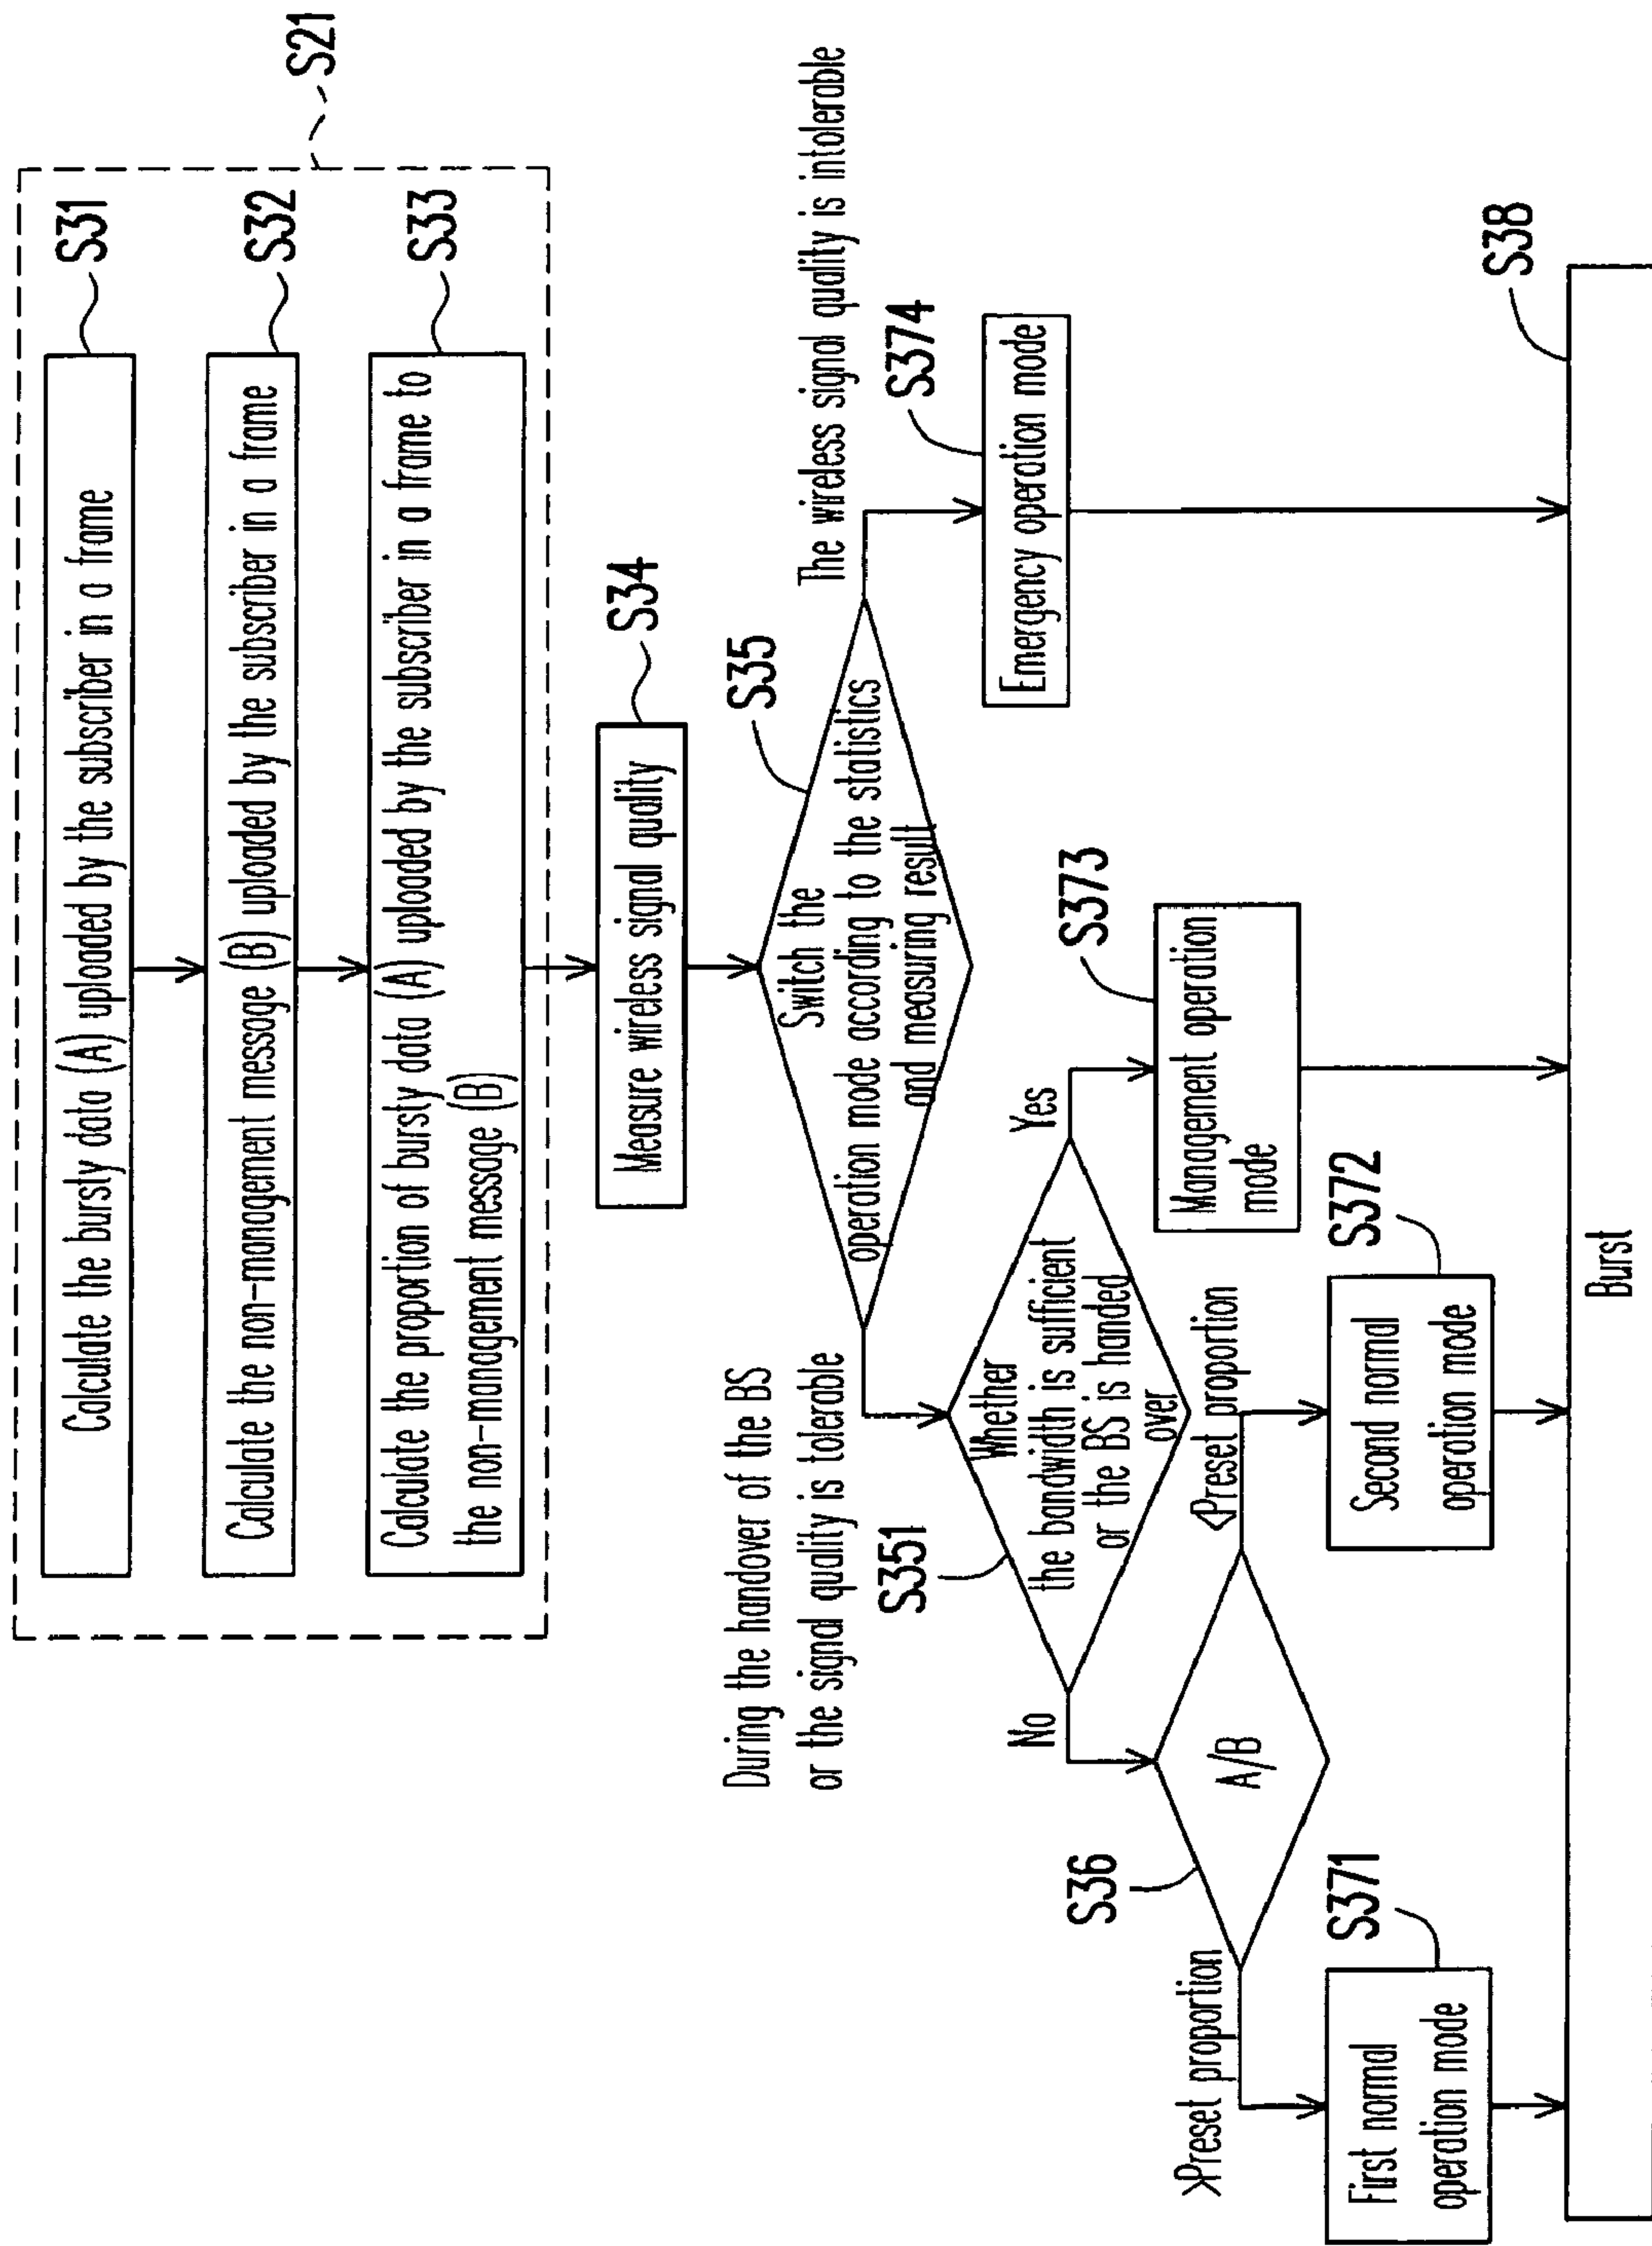 S21
Calculate the bursty data (A) uploaded by the subscriber in a frame
S31
Calculate the non-management message (B) uploaded by the subscriber in a frame
S32
Calculate the proportion of bursty data (A) uploaded by the subscriber in a frame to
the non-management message (B)
S33
Measure wireless signal quality
S34
Switch the
operation mode according to the statistics
and measuring result
S35
During the handover of the BS
or the signal quality is tolerable
The wireless signal quality is intolerable
Whether
the bandwidth is sufficient
or the BS is handed
over
S351
No
Yes
Emergency operation mode
S374
A/B
S36
Management operation
mode
S373
>Preset proportion
<Preset proportion
First normal
operation mode
S371
Second normal
operation mode
S372
Burst
S38